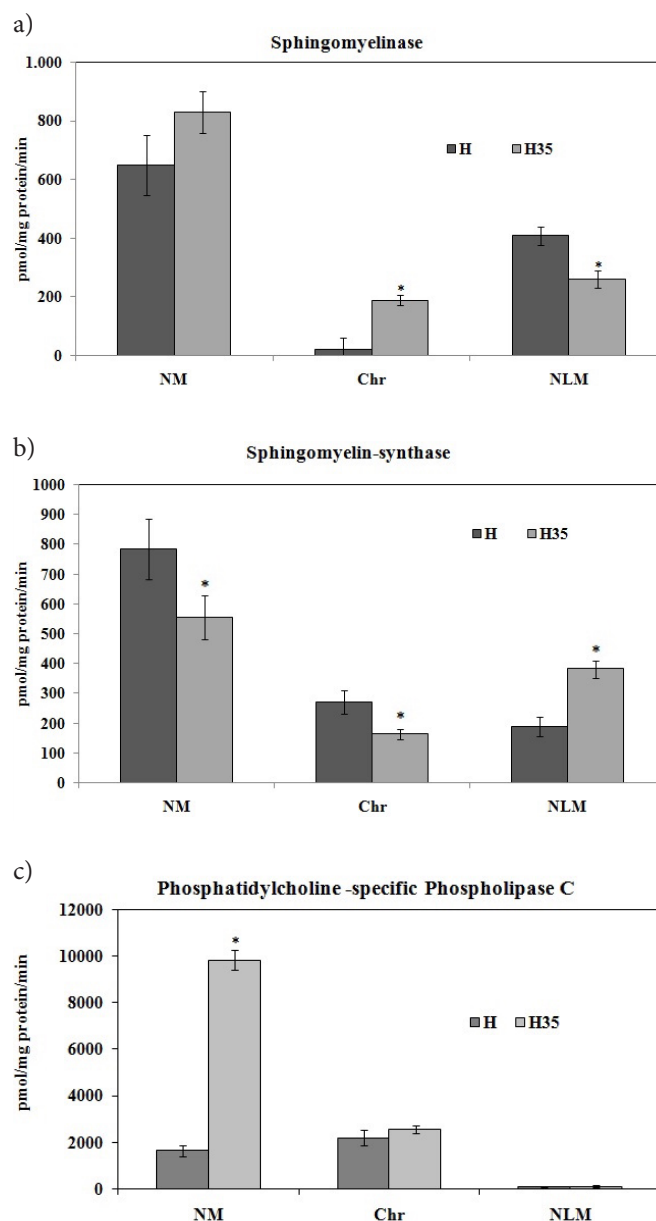 a)
Sphingomyelinase
1.000
800
600
400
200
0
pmol/mg protein/min
H H35
*
*
NM Chr NLM
b)
Sphingomyelin-synthase
1000
900
800
700
600
500
400
300
200
100
0
pmol/mg protein/min
H H35
*
*
*
NM Chr NLM
c)
Phosphatidylcholine -specific Phospholipase C
12000
10000
8000
6000
4000
2000
0
pmol/mg protein/min
*
H H35
NM Chr NLM